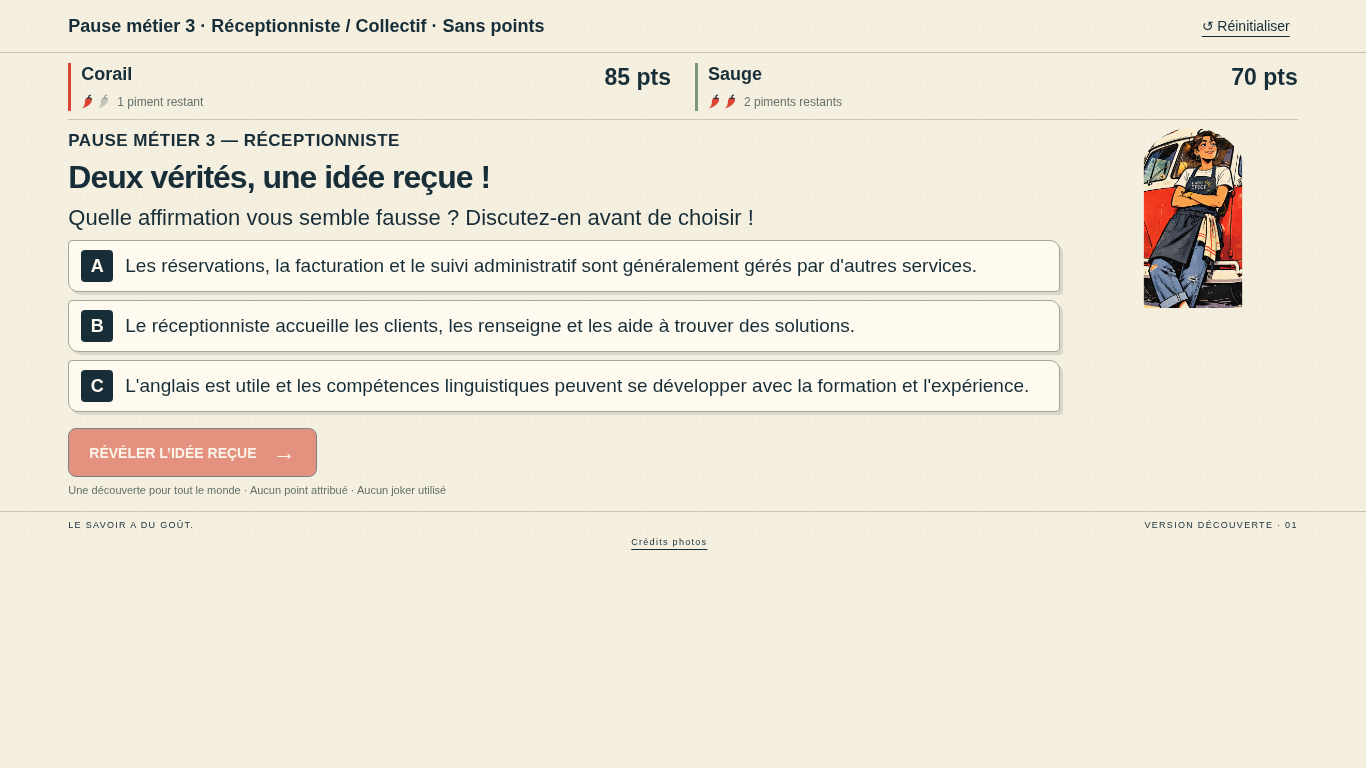 Pause métier 3 · Réceptionniste / Collectif · Sans points
↺ Réinitialiser
Corail
85 pts
1 piment restant
Sauge
70 pts
2 piments restants
PAUSE MÉTIER 3 — RÉCEPTIONNISTE
Deux vérités, une idée reçue !
Quelle affirmation vous semble fausse ? Discutez-en avant de choisir !
A Les réservations, la facturation et le suivi administratif sont généralement gérés par d'autres services.
B Le réceptionniste accueille les clients, les renseigne et les aide à trouver des solutions.
C L'anglais est utile et les compétences linguistiques peuvent se développer avec la formation et l'expérience.
RÉVÉLER L'IDÉE REÇUE →
Une découverte pour tout le monde · Aucun point attribué · Aucun joker utilisé
LE SAVOIR A DU GOÛT.
VERSION DÉCOUVERTE · 01
Crédits photos